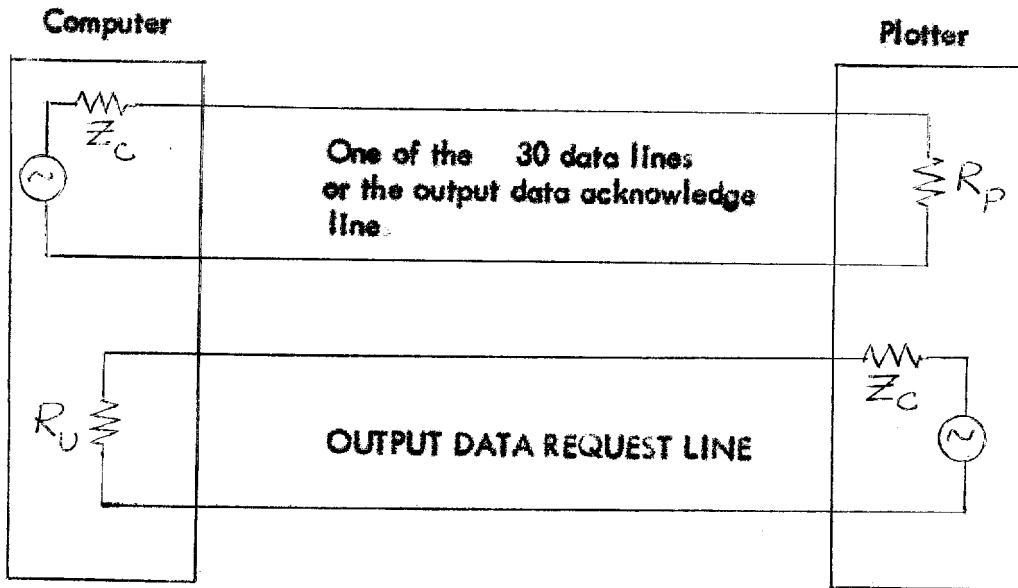 Computer
Plotter
Z_C
One of the 30 data lines
or the output data acknowledge
line
R_P
Z_C
R_U
OUTPUT DATA REQUEST LINE